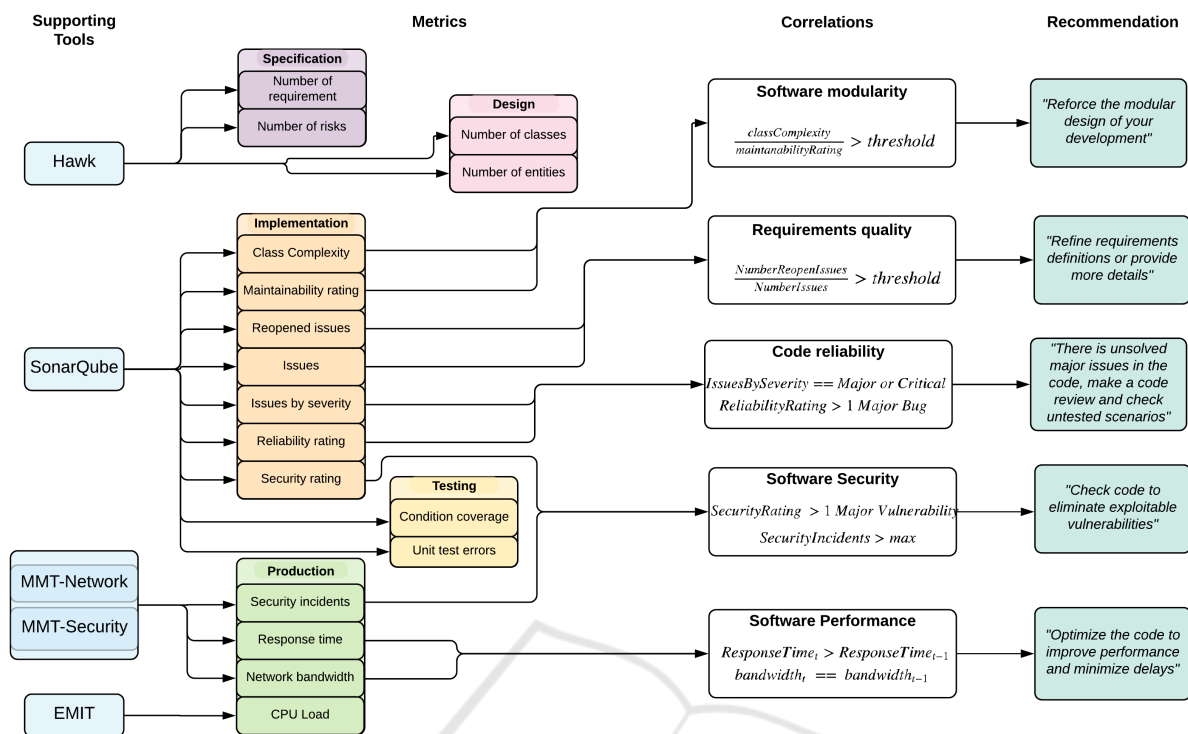 Supporting
Tools
Metrics
Correlations
Recommendation
Hawk
SonarQube
MMT-Network
MMT-Security
EMIT
Specification
Number of
requirement
Number of risks
Design
Number of classes
Number of entities
Implementation
Class Complexity
Maintainability rating
Reopened issues
Issues
Issues by severity
Reliability rating
Security rating
Testing
Condition coverage
Unit test errors
Production
Security incidents
Response time
Network bandwidth
CPU Load
Software modularity
classComplexity
maintanabilityRating
> threshold
Requirements quality
NumberReopenIssues
NumberIssues
> threshold
Code reliability
IssuesBySeverity == Major or Critical
ReliabilityRating > 1 Major Bug
Software Security
SecurityRating > 1 Major Vulnerability
SecurityIncidents > max
Software Performance
ResponseTimeₜ > ResponseTimeₜ₋₁
bandwidthₜ == bandwidthₜ₋₁
"Reforce the modular
design of your
development"
"Refine requirements
definitions or provide
more details"
"There is unsolved
major issues in the
code, make a code
review and check
untested scenarios"
"Check code to
eliminate exploitable
vulnerabilities"
"Optimize the code to
improve performance
and minimize delays"